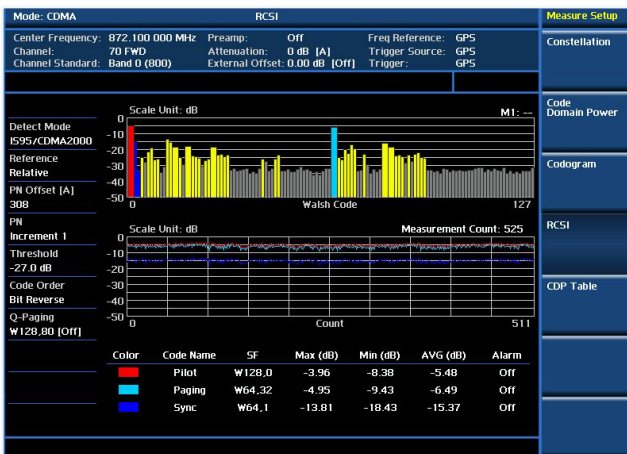 Mode: CDMA RCSI Measure Setup
Center Frequency: 872.100 000 MHz Preamp: Off Freq Reference: GPS
Channel: 70 FWD Attenuation: 0 dB [A] Trigger Source: GPS
Channel Standard: Band 0 (800) External Offset: 0.00 dB [Off] Trigger: GPS
Constellation
Code Domain Power
Codogram
RCSI
CDP Table
Detect Mode
IS95/CDMA2000
Reference
Relative
PN Offset [A]
308
PN
Increment 1
Threshold
-27.0 dB
Code Order
Bit Reverse
Q-Paging
W128,80 [Off]
Scale Unit: dB M1: --
0
-10
-20
-30
-40
-50
0 Walsh Code 127
Scale Unit: dB Measurement Count: 525
0
-10
-20
-30
-40
-50
0 Count 511
Color Code Name SF Max (dB) Min (dB) AVG (dB) Alarm
Pilot W128,0 -3.96 -8.38 -5.48 Off
Paging W64,32 -4.95 -9.43 -6.49 Off
Sync W64,1 -13.81 -18.43 -15.37 Off